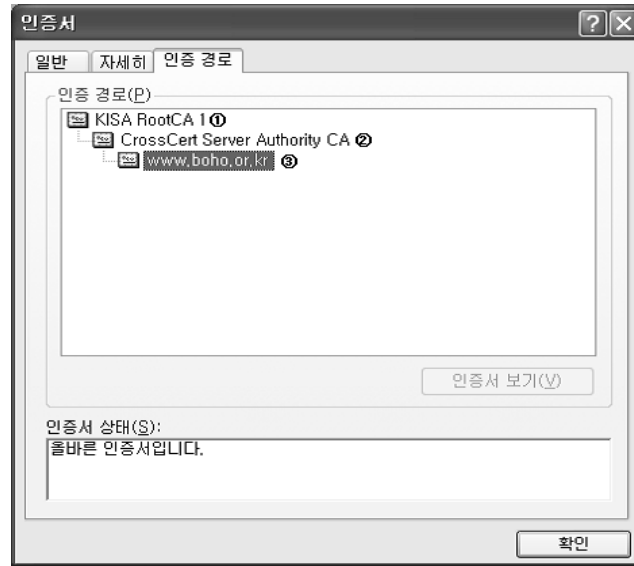 인증서
일반 자세히 인증 경로
인증 경로(P)
KISA RootCA 1①
CrossCert Server Authority CA ②
www.boho.or.kr ③
인증서 보기(V)
인증서 상태(S):
올바른 인증서입니다.
확인